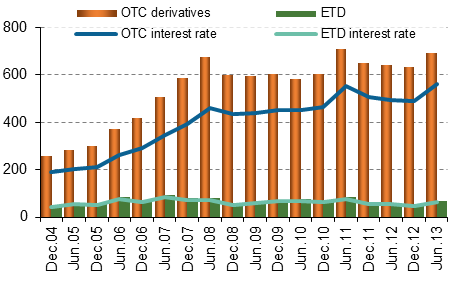 OTC derivatives ETD
OTC interest rate ETD interest rate
800
600
400
200
0
Dec.04 Jun.05 Dec.05 Jun.06 Dec.06 Jun.07 Dec.07 Jun.08 Dec.08 Jun.09 Dec.09 Jun.10 Dec.10 Jun.11 Dec.11 Jun.12 Dec.12 Jun.13